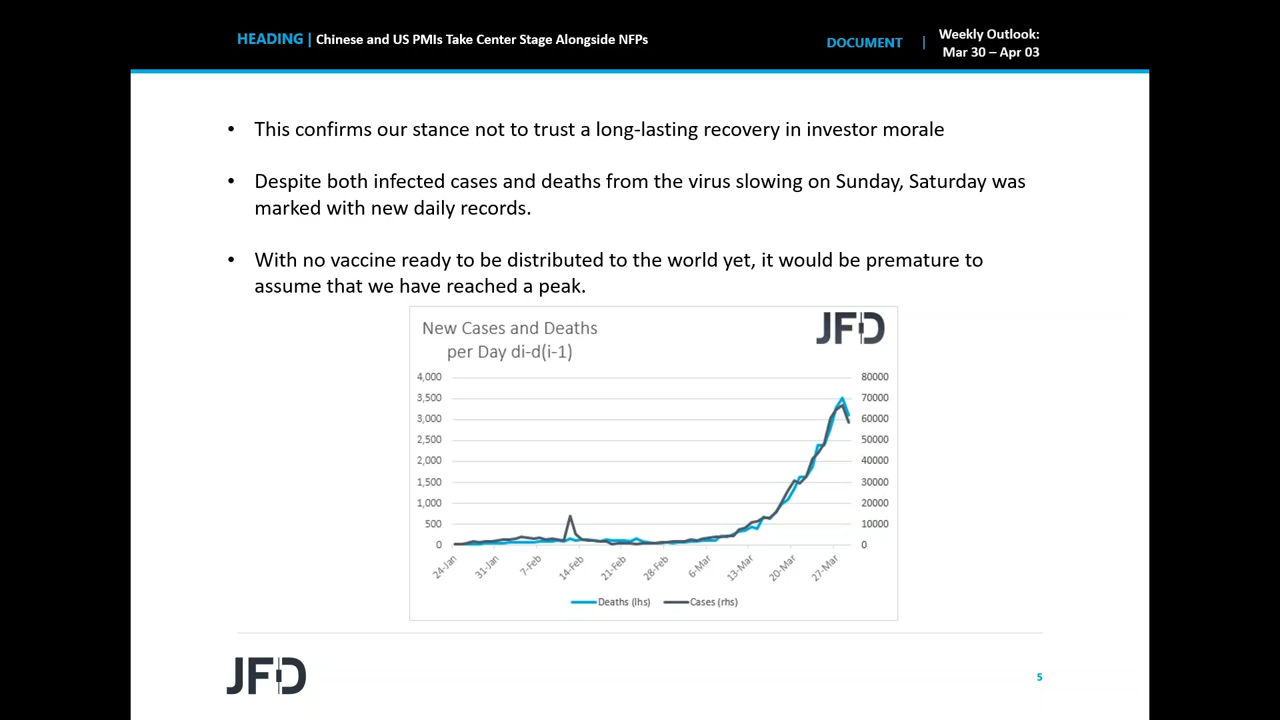 HEADING | Chinese and US PMIs Take Center Stage Alongside NFPs
DOCUMENT | Weekly Outlook:
Mar 30 – Apr 03
• This confirms our stance not to trust a long-lasting recovery in investor morale
• Despite both infected cases and deaths from the virus slowing on Sunday, Saturday was
marked with new daily records.
• With no vaccine ready to be distributed to the world yet, it would be premature to
assume that we have reached a peak.
New Cases and Deaths
per Day di-d(i-1)
JFD
4,000 80000
3,500 70000
3,000 60000
2,500 50000
2,000 40000
1,500 30000
1,000 20000
500 10000
0 0
24-Jan 31-Jan 7-Feb 14-Feb 21-Feb 28-Feb 6-Mar 13-Mar 20-Mar 27-Mar
Deaths (lhs) Cases (rhs)
JFD
5